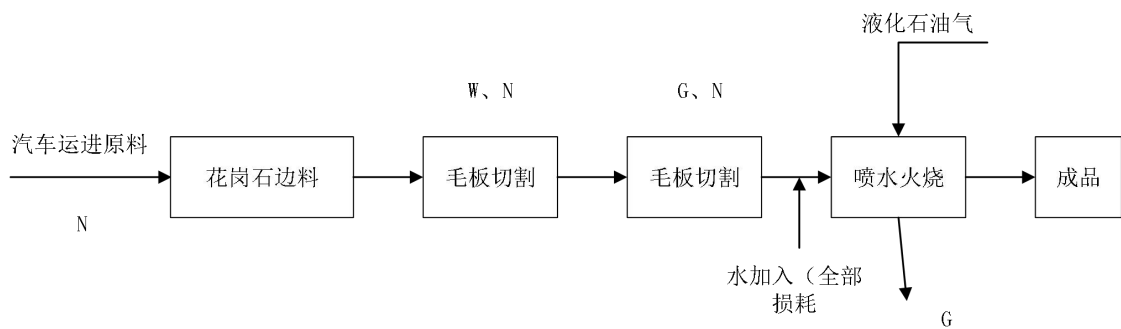 液化石油气
W、N
G、N
汽车运进原料
花岗石边料
毛板切割
毛板切割
喷水火烧
成品
N
水加入（全部
损耗
G